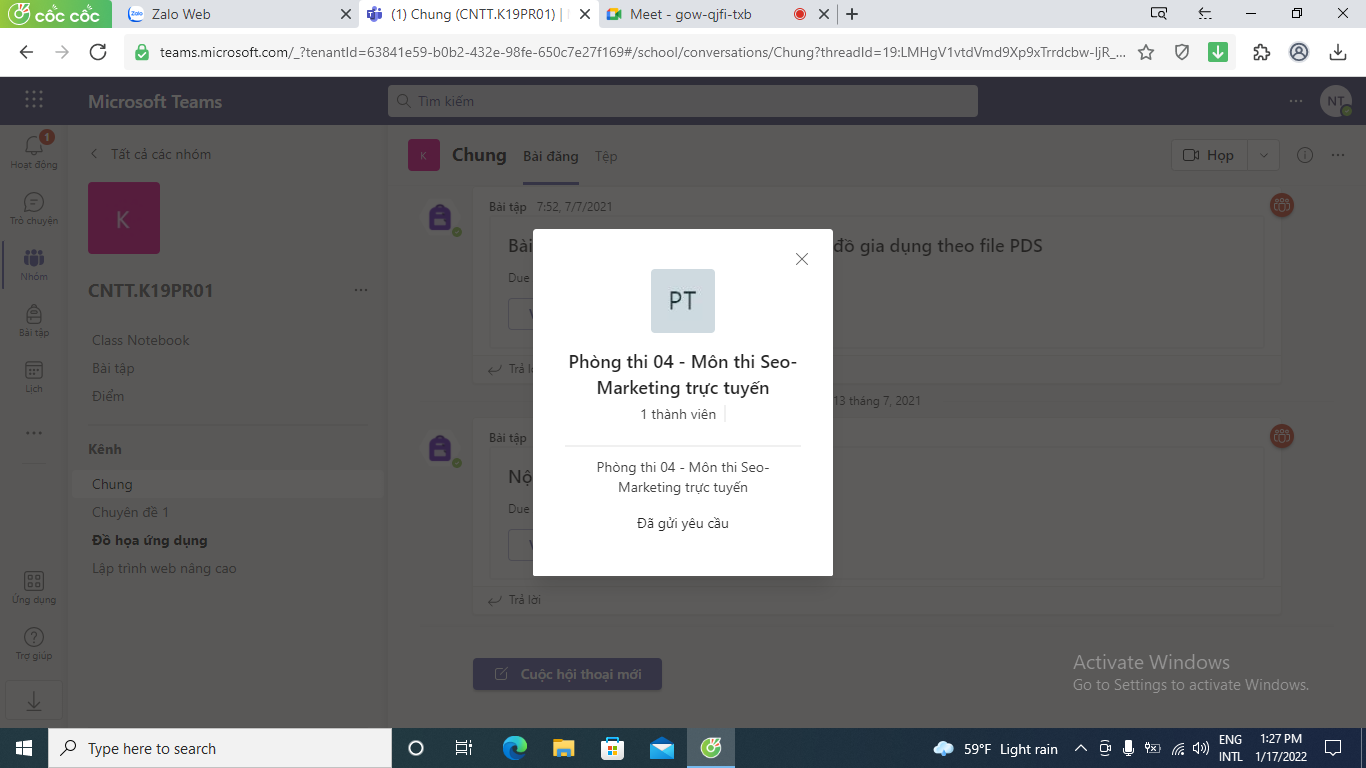 cốc cốc
Zalo Web
(1) Chung (CNTT.K19PR01) |
Meet - gow-qjfi-txb
teams.microsoft.com/_?tenantId=63841e59-b0b2-432e-98fe-650c7e27f169#/school/conversations/Chung?threadId=19:LMHgV1vtdVmd9Xp9xTrrdcbw-IjR_...
Microsoft Teams
Tìm kiếm
NT
1
Hoạt động
Trò chuyện
Nhóm
Bài tập
Lịch
Ứng dụng
Trợ giúp
Tất cả các nhóm
K
CNTT.K19PR01
Class Notebook
Bài tập
Điểm
Kênh
Chung
Chuyên đề 1
Đồ họa ứng dụng
Lập trình web nâng cao
K
Chung
Bài đăng
Tệp
Họp
Bài tập 7:52, 7/7/2021
Bài
đồ gia dụng theo file PDS
Due
Trả lờ
13 tháng 7, 2021
Bài tập
Nộ
Due
Trả lời
Cuộc hội thoại mới
PT
Phòng thi 04 - Môn thi Seo-
Marketing trực tuyến
1 thành viên
Phòng thi 04 - Môn thi Seo-
Marketing trực tuyến
Đã gửi yêu cầu
Activate Windows
Go to Settings to activate Windows.
Type here to search
59°F Light rain
ENG
INTL
1:27 PM
1/17/2022